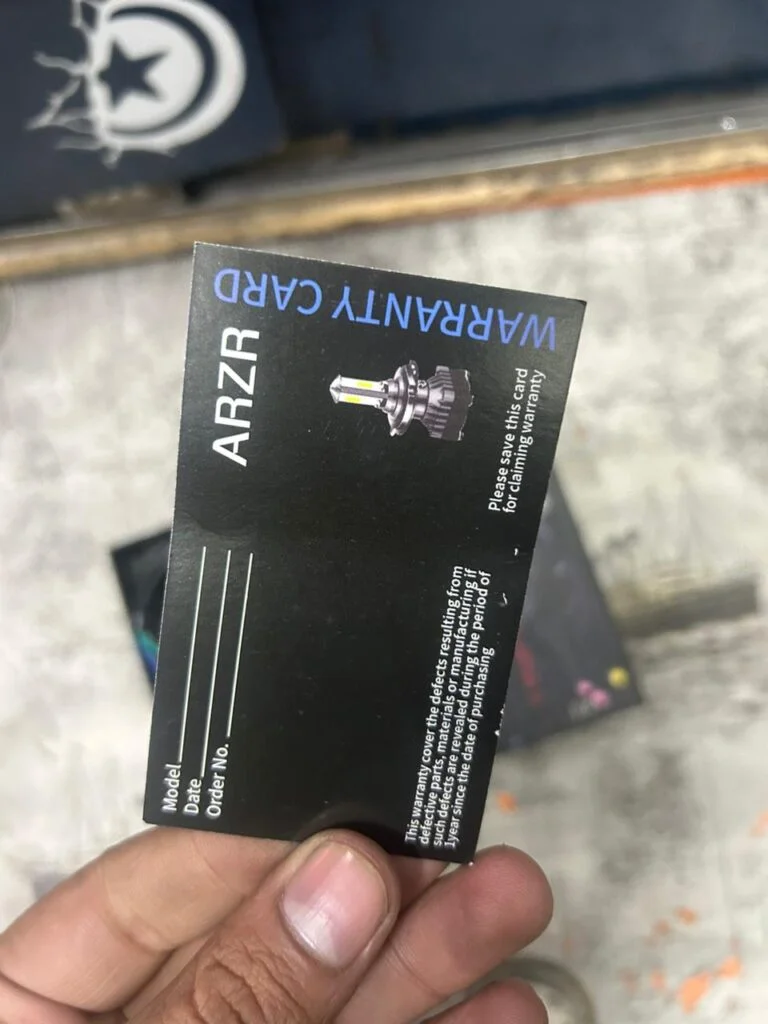 WARRANTY CARD
ARZR
Please save this card
for claiming warranty
Model
Date
Order No.
This warranty cover the defects resulting from
defective parts, materials or manufacturing if
such defects are revealed during the period of
1year since the date of purchasing